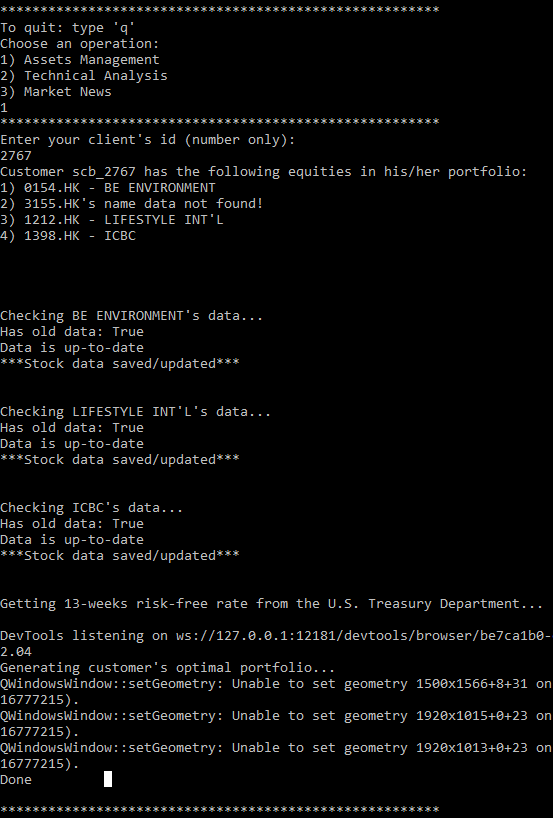 *******************************************************
To quit: type 'q'
Choose an operation:
1) Assets Management
2) Technical Analysis
3) Market News
1
*******************************************************
Enter your client's id (number only):
2767
Customer scb_2767 has the following equities in his/her portfolio:
1) 0154.HK - BE ENVIRONMENT
2) 3155.HK's name data not found!
3) 1212.HK - LIFESTYLE INT'L
4) 1398.HK - ICBC
Checking BE ENVIRONMENT's data...
Has old data: True
Data is up-to-date
***Stock data saved/updated***
Checking LIFESTYLE INT'L's data...
Has old data: True
Data is up-to-date
***Stock data saved/updated***
Checking ICBC's data...
Has old data: True
Data is up-to-date
***Stock data saved/updated***
Getting 13-weeks risk-free rate from the U.S. Treasury Department...
DevTools listening on ws://127.0.0.1:12181/devtools/browser/be7ca1b0-
2.04
Generating customer's optimal portfolio...
QWindowsWindow::setGeometry: Unable to set geometry 1500x1566+8+31 on
16777215).
QWindowsWindow::setGeometry: Unable to set geometry 1920x1015+0+23 on
16777215).
QWindowsWindow::setGeometry: Unable to set geometry 1920x1013+0+23 on
16777215).
Done
*******************************************************